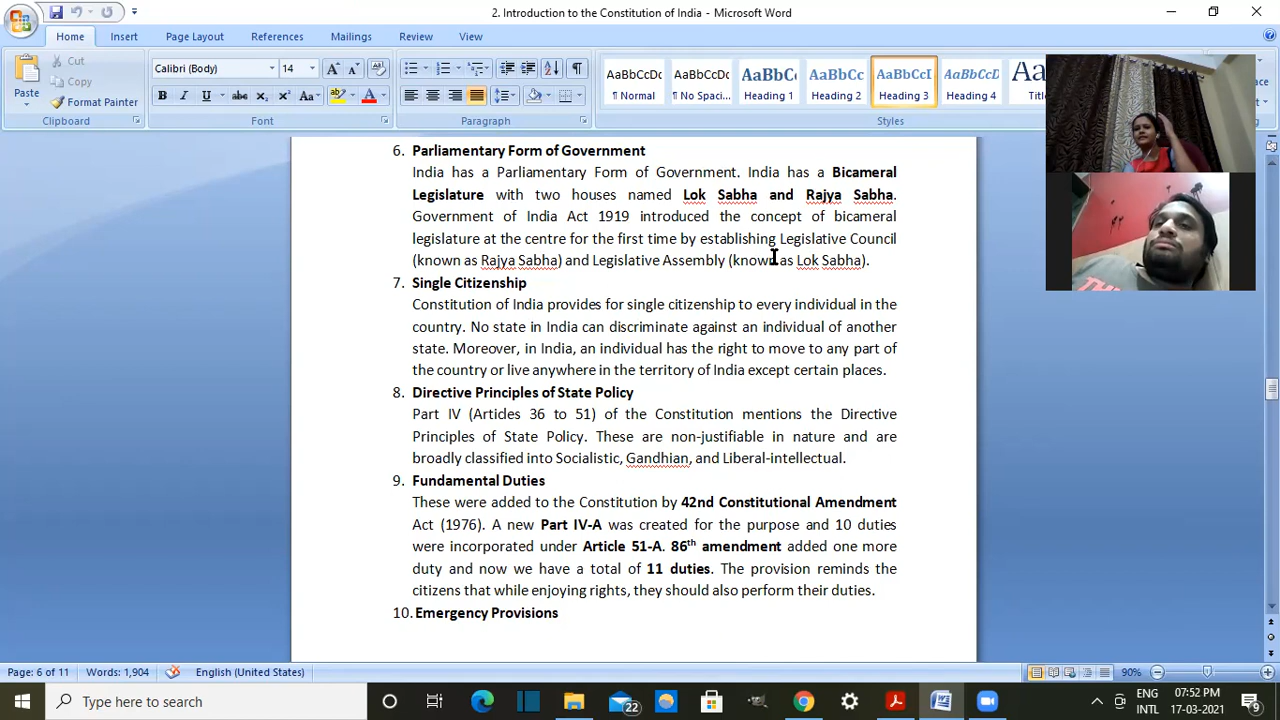 2. Introduction to the Constitution of India - Microsoft Word
Home Insert Page Layout References Mailings Review View
Paste
Cut
Copy
Format Painter
Clipboard
Calibri (Body) 14
Font
Paragraph
AaBbCcDc AaBbCcDc AaBbC AaBbCc AaBbCcI AaBbCcD AaB
¶ Normal ¶ No Spaci... Heading 1 Heading 2 Heading 3 Heading 4 Title
Styles
6. Parliamentary Form of Government
India has a Parliamentary Form of Government. India has a Bicameral
Legislature with two houses named Lok Sabha and Rajya Sabha.
Government of India Act 1919 introduced the concept of bicameral
legislature at the centre for the first time by establishing Legislative Council
(known as Rajya Sabha) and Legislative Assembly (known as Lok Sabha).
7. Single Citizenship
Constitution of India provides for single citizenship to every individual in the
country. No state in India can discriminate against an individual of another
state. Moreover, in India, an individual has the right to move to any part of
the country or live anywhere in the territory of India except certain places.
8. Directive Principles of State Policy
Part IV (Articles 36 to 51) of the Constitution mentions the Directive
Principles of State Policy. These are non-justifiable in nature and are
broadly classified into Socialistic, Gandhian, and Liberal-intellectual.
9. Fundamental Duties
These were added to the Constitution by 42nd Constitutional Amendment
Act (1976). A new Part IV-A was created for the purpose and 10 duties
were incorporated under Article 51-A. 86th amendment added one more
duty and now we have a total of 11 duties. The provision reminds the
citizens that while enjoying rights, they should also perform their duties.
10. Emergency Provisions
Page: 6 of 11 Words: 1,904 English (United States) 90%
Type here to search
22
ENG
INTL
07:52 PM
17-03-2021
9